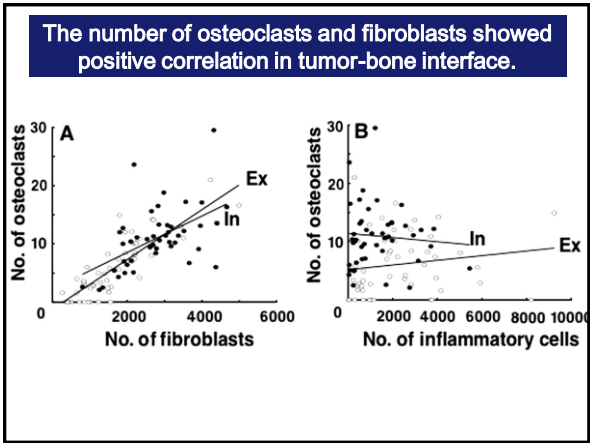 The number of osteoclasts and fibroblasts showed
positive correlation in tumor-bone interface.
A
No. of osteoclasts
30
20
10
0
2000
4000
6000
Ex
In
No. of fibroblasts
B
No. of osteoclasts
30
20
10
0
2000
4000
6000
8000
10000
In
Ex
No. of inflammatory cells